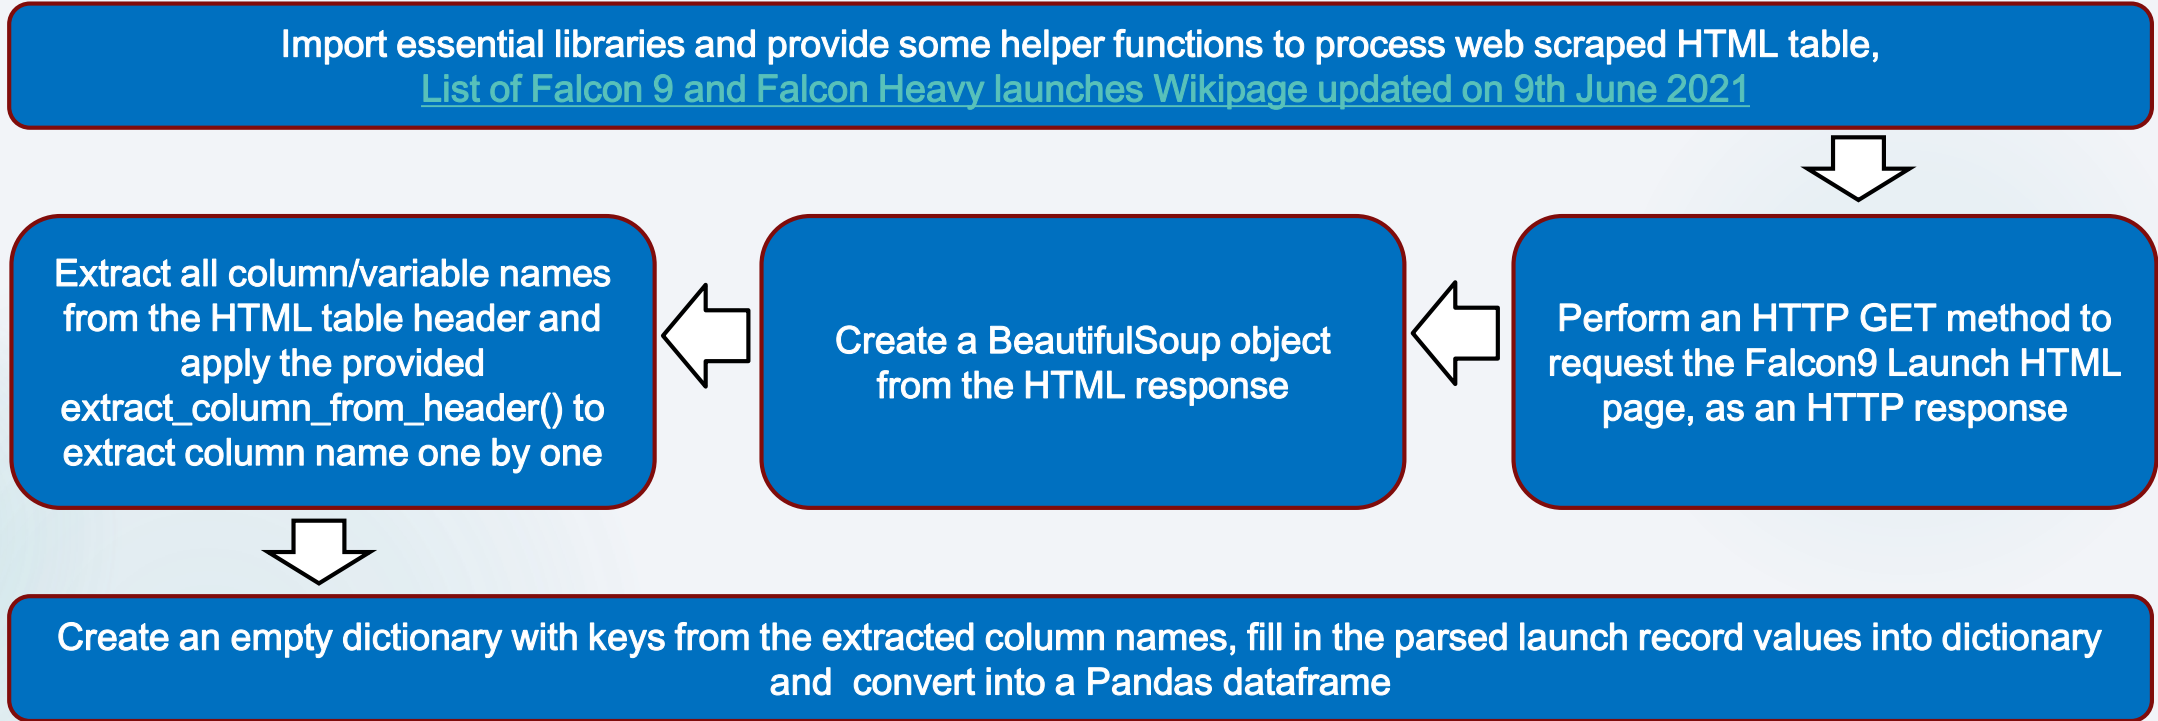 Import essential libraries and provide some helper functions to process web scraped HTML table,
List of Falcon 9 and Falcon Heavy launches Wikipage updated on 9th June 2021
Perform an HTTP GET method to
request the Falcon9 Launch HTML
page, as an HTTP response
Create a BeautifulSoup object
from the HTML response
Extract all column/variable names
from the HTML table header and
apply the provided
extract_column_from_header() to
extract column name one by one
Create an empty dictionary with keys from the extracted column names, fill in the parsed launch record values into dictionary
and  convert into a Pandas dataframe